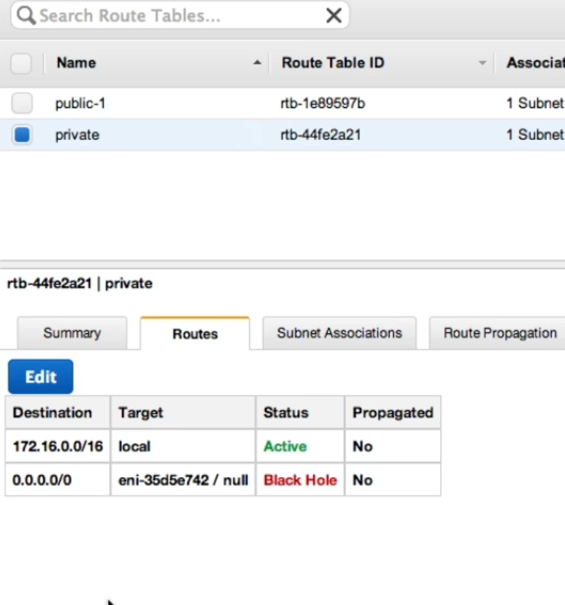 Search Route Tables...
Name Route Table ID Associat
public-1 rtb-1e89597b 1 Subnet
private rtb-44fe2a21 1 Subnet
rtb-44fe2a21 | private
Summary Routes Subnet Associations Route Propagation
Edit
Destination Target Status Propagated
172.16.0.0/16 local Active No
0.0.0.0/0 eni-35d5e742 / null Black Hole No